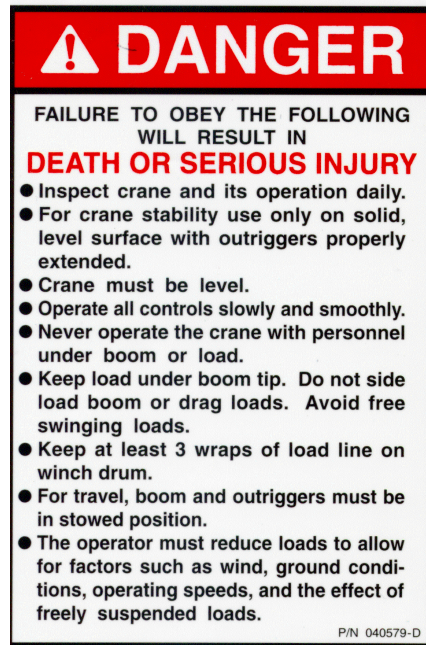 DANGER
FAILURE TO OBEY THE FOLLOWING
WILL RESULT IN
DEATH OR SERIOUS INJURY
● Inspect crane and its operation daily.
● For crane stability use only on solid,
level surface with outriggers properly
extended.
● Crane must be level.
● Operate all controls slowly and smoothly.
● Never operate the crane with personnel
under boom or load.
● Keep load under boom tip. Do not side
load boom or drag loads. Avoid free
swinging loads.
● Keep at least 3 wraps of load line on
winch drum.
● For travel, boom and outriggers must be
in stowed position.
● The operator must reduce loads to allow
for factors such as wind, ground condi-
tions, operating speeds, and the effect of
freely suspended loads.
P/N 040579-D